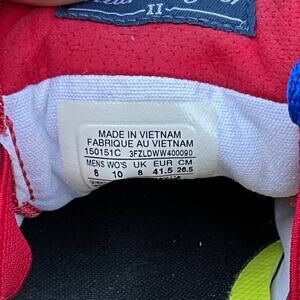 II
MADE IN VIETNAM
FABRIQUE AU VIETNAM
150151C 3FZLDWW400090
MENS WO'S UK EUR CM
8 10 8 41.5 26.5